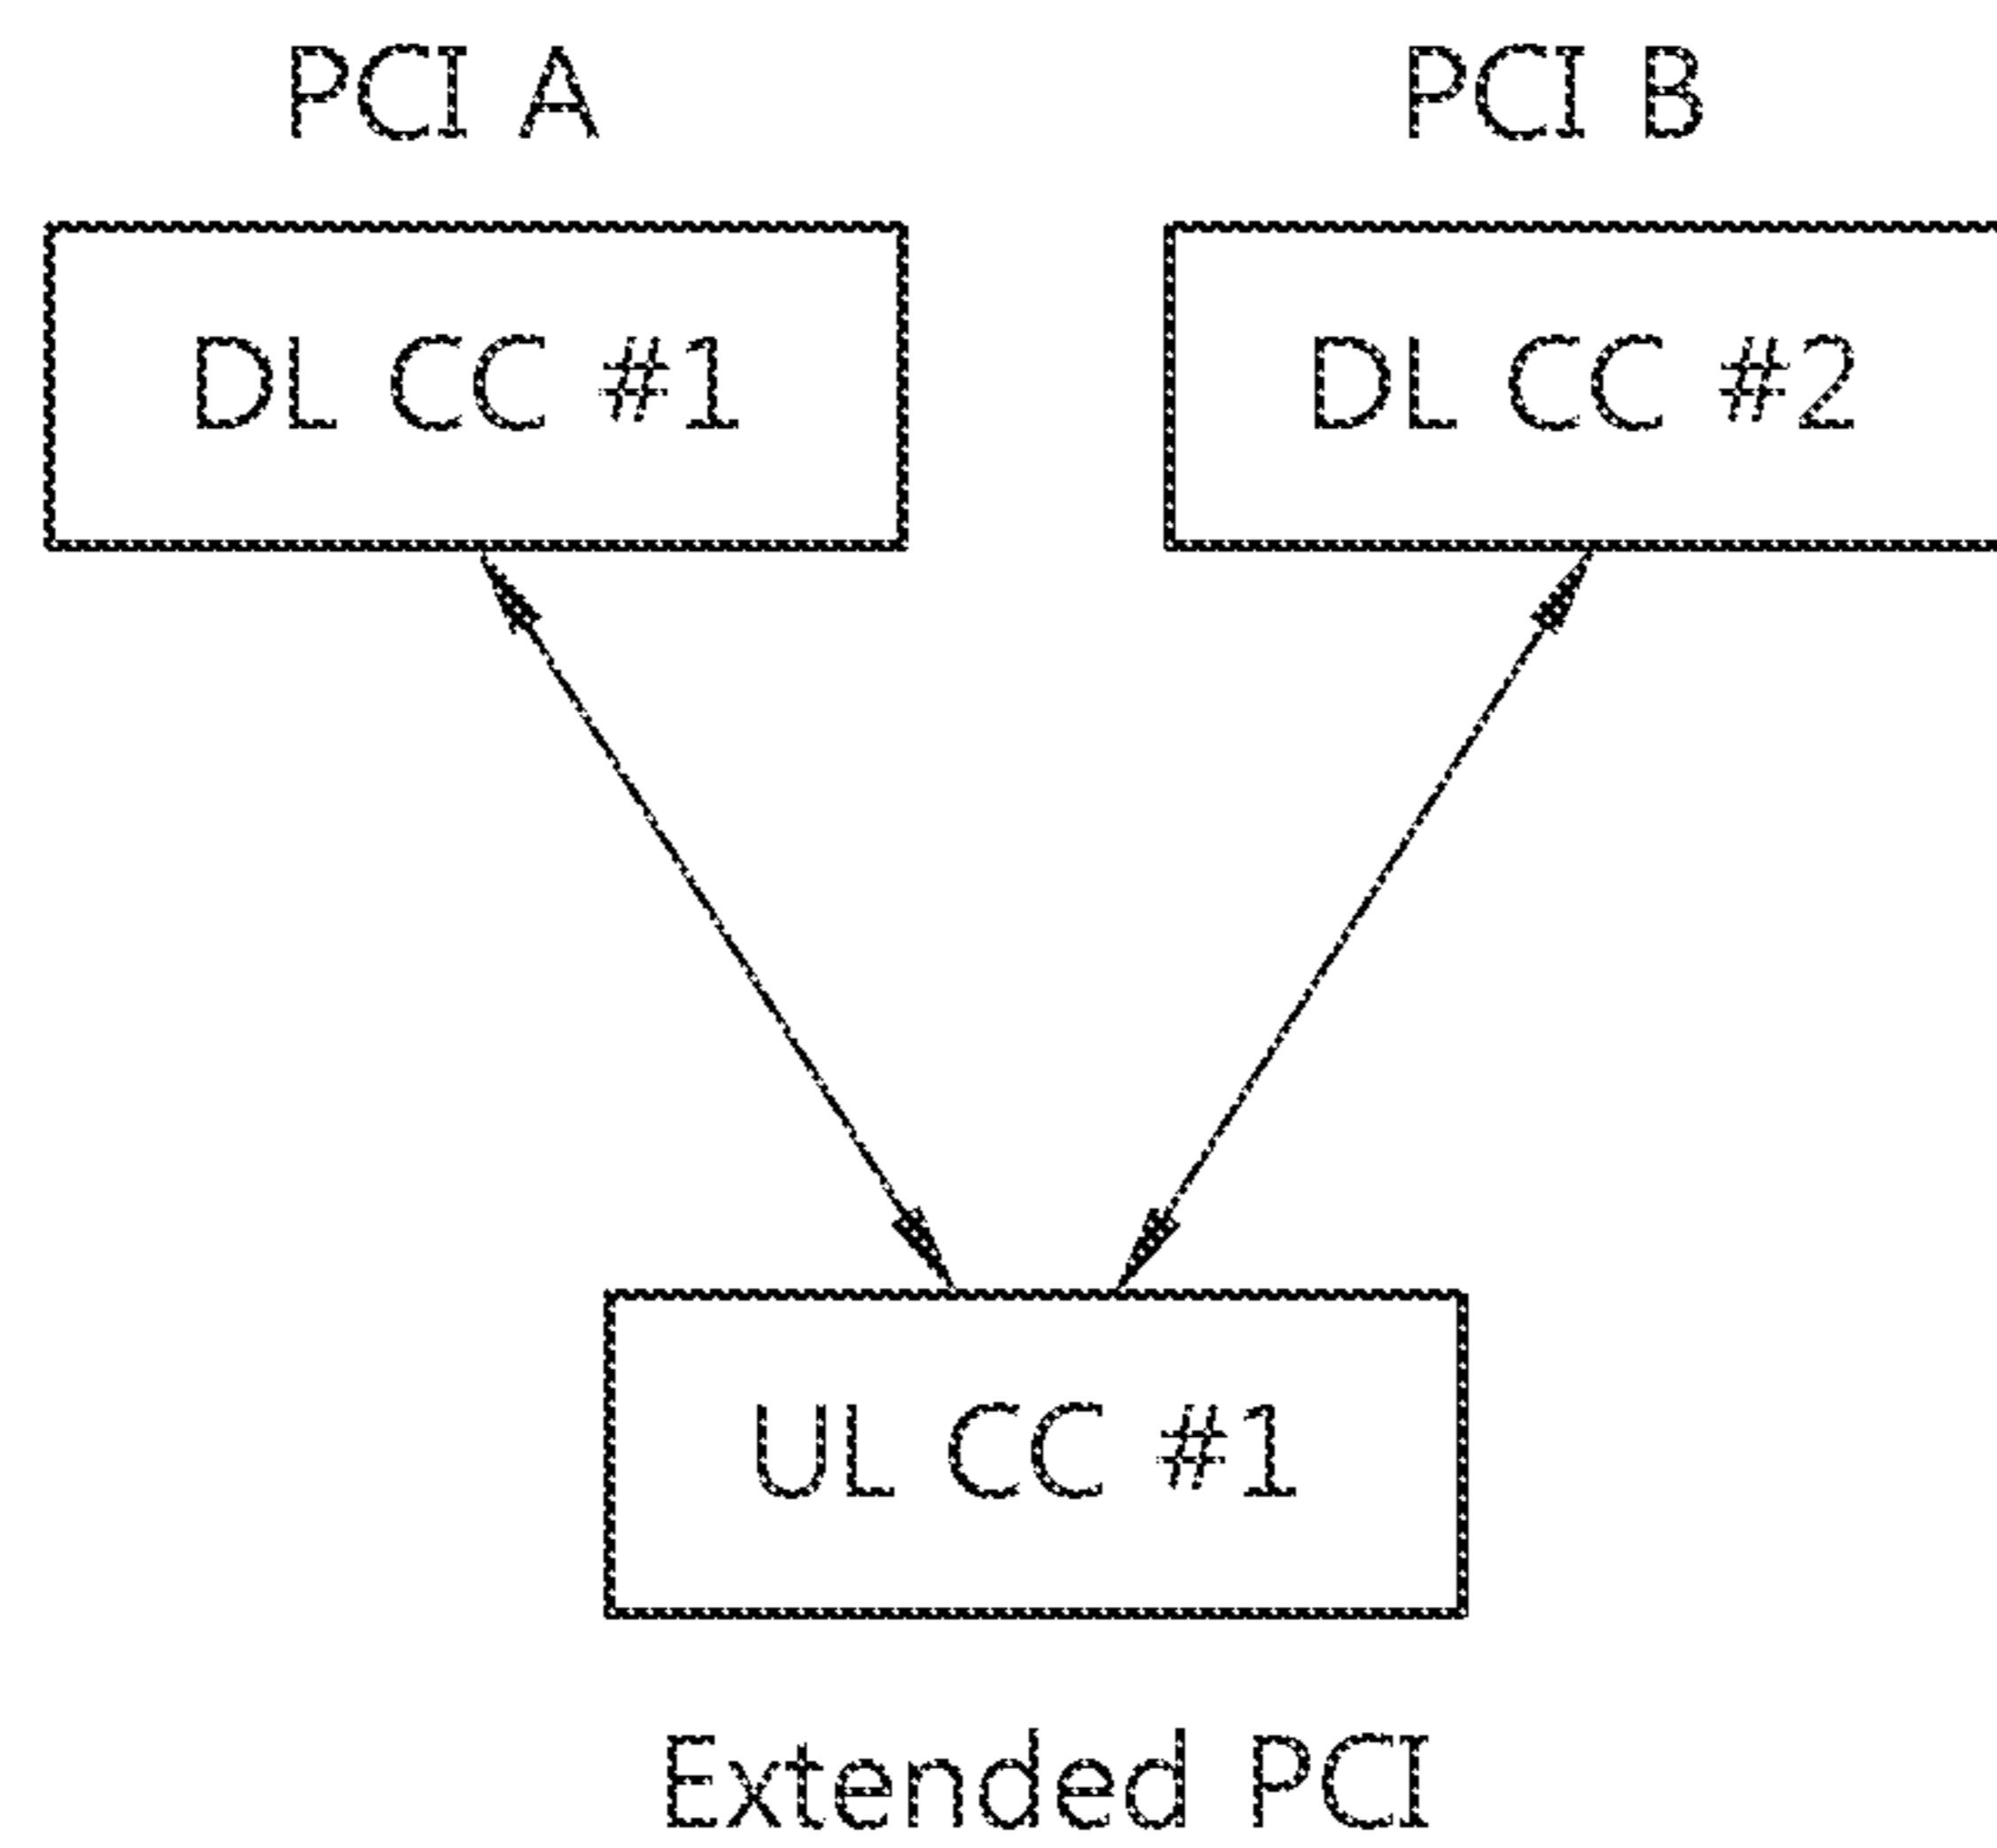 PCI A
PCI B
DL CC #1
DL CC #2
UL CC #1
Extended PCI